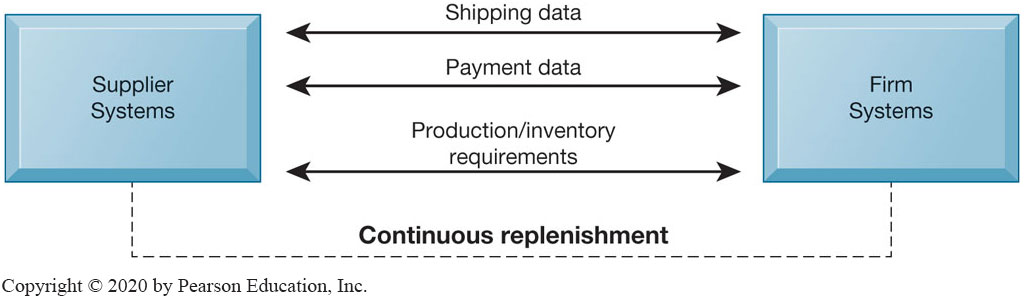 Shipping data
Supplier
Systems
Payment data
Firm
Systems
Production/inventory
requirements
Continuous replenishment
Copyright © 2020 by Pearson Education, Inc.